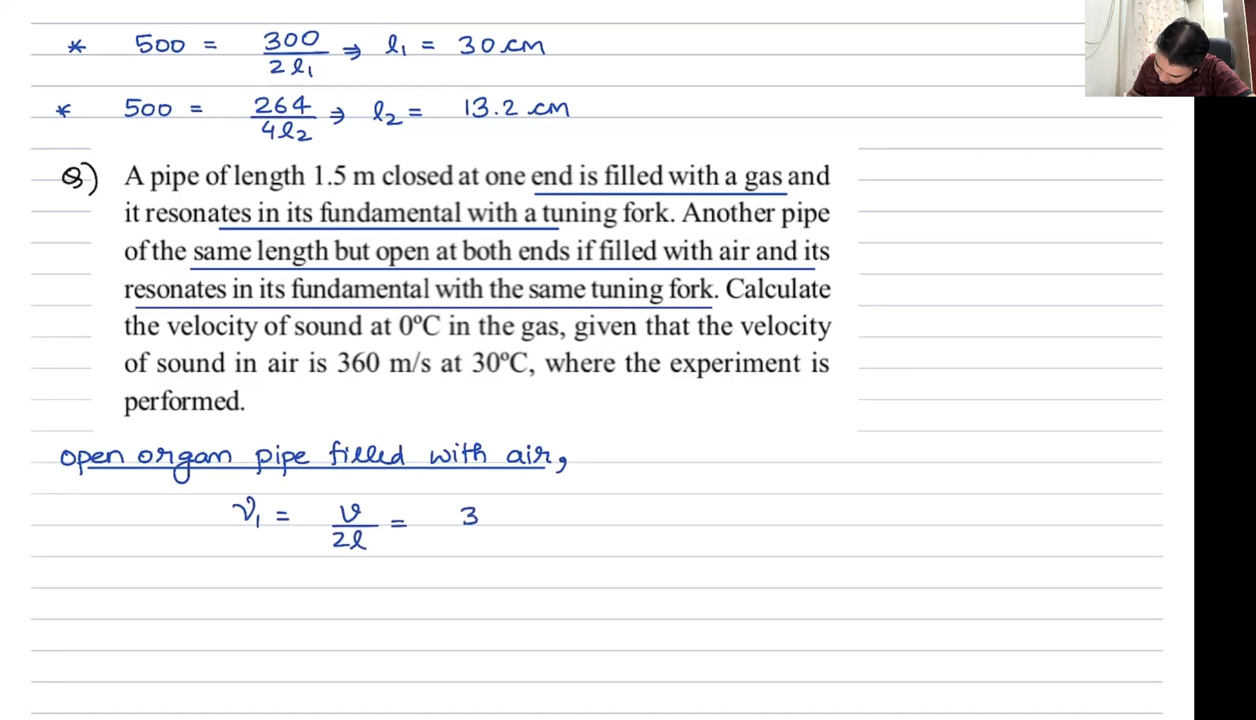 * 500 = 300/2l₁ ⇒ l₁ = 30 cm
* 500 = 264/4l₂ ⇒ l₂ = 13.2 cm
Q) A pipe of length 1.5 m closed at one end is filled with a gas and
it resonates in its fundamental with a tuning fork. Another pipe
of the same length but open at both ends if filled with air and its
resonates in its fundamental with the same tuning fork. Calculate
the velocity of sound at 0ºC in the gas, given that the velocity
of sound in air is 360 m/s at 30ºC, where the experiment is
performed.
open organ pipe filled with air,
ν₁ = v/2l = 3